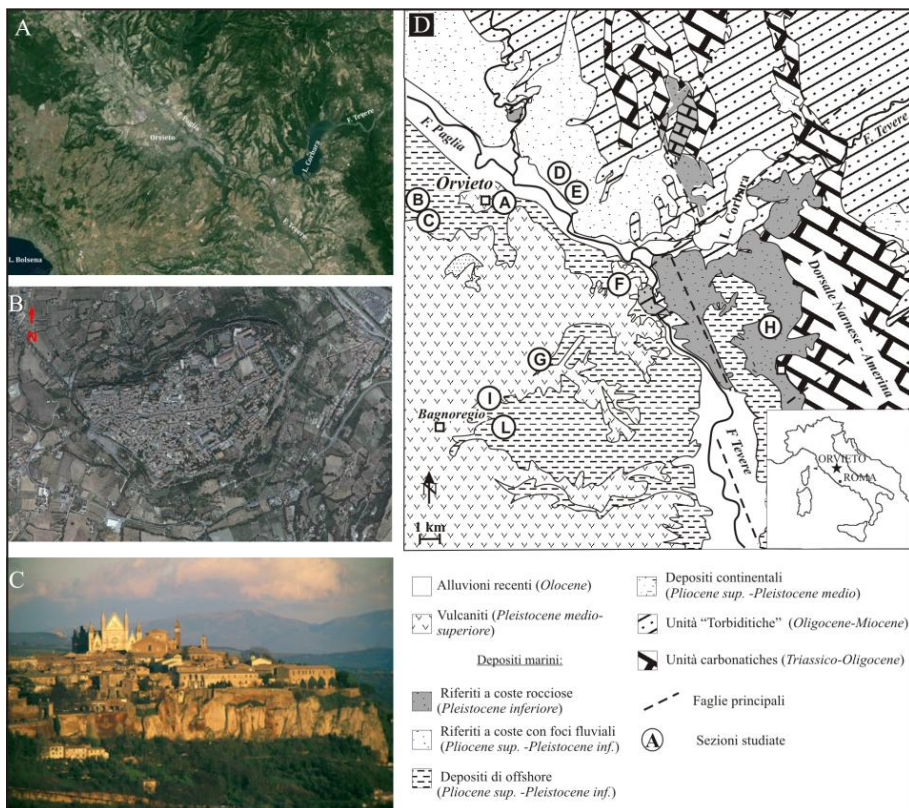 A
F. Paglia
Orvieto
L. Corbara
F. Tevere
F. Tevere
L. Bolsena
B
N
C
D
F. Paglia
F. Tevere
Orvieto
L. Corbara
A
B
C
D
E
F
G
H
I
L
Bagnoregio
Dorsale Narnese - Amerina
F. Tevere
N
1 km
ORVIETO
ROMA
Alluvioni recenti (Olocene)
Vulcaniti (Pleistocene medio-
superiore)
Depositi marini:
Riferiti a coste rocciose
(Pleistocene inferiore)
Riferiti a coste con foci fluviali
(Pliocene sup. -Pleistocene inf.)
Depositi di offshore
(Pliocene sup. -Pleistocene inf.)
Depositi continentali
(Pliocene sup. -Pleistocene medio)
Unità “Torbiditiche” (Oligocene-Miocene)
Unità carbonatiches (Triassico-Oligocene)
Faglie principali
A Sezioni studiate